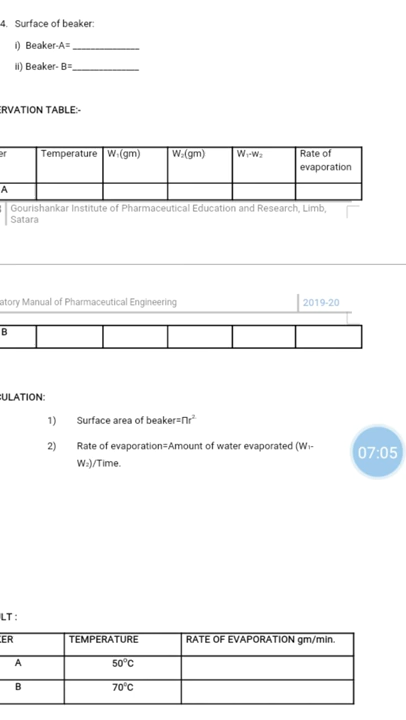 4. Surface of beaker:
i) Beaker-A= _______________
ii) Beaker- B=_______________
ERVATION TABLE:-
er Temperature W₁(gm) W₂(gm) W₁-w₂ Rate of
evaporation
A
Gourishankar Institute of Pharmaceutical Education and Research, Limb,
Satara
atory Manual of Pharmaceutical Engineering 2019-20
B
CULATION:
1) Surface area of beaker=Πr²
2) Rate of evaporation=Amount of water evaporated (W₁-
W₂)/Time.
07:05
LT :
KER TEMPERATURE RATE OF EVAPORATION gm/min.
A 50°C
B 70°C